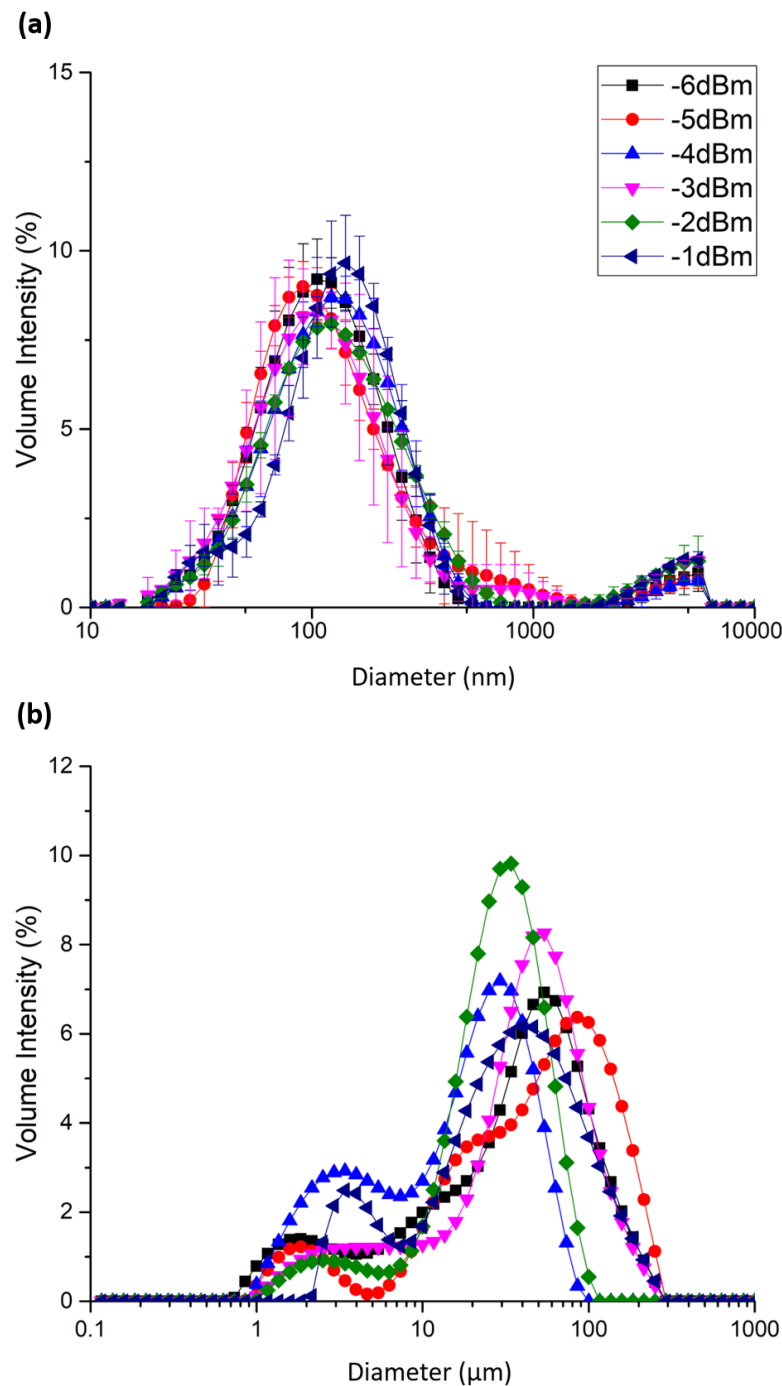 (a)
15
10
5
0
Volume Intensity (%)
-6dBm
-5dBm
-4dBm
-3dBm
-2dBm
-1dBm
10
100
1000
10000
Diameter (nm)
(b)
12
10
8
6
4
2
0
Volume Intensity (%)
0.1
1
10
100
1000
Diameter (μm)